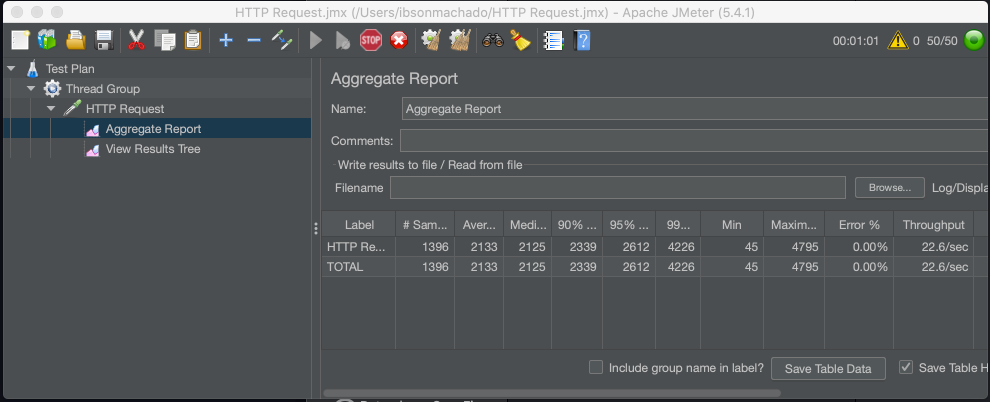 HTTP Request.jmx (/Users/ibsonmachado/HTTP Request.jmx) - Apache JMeter (5.4.1)
STOP
00:01:01 0 50/50
Test Plan
Thread Group
HTTP Request
Aggregate Report
View Results Tree
Aggregate Report
Name: Aggregate Report
Comments:
Write results to file / Read from file
Filename Browse... Log/Displa
Label # Sam... Aver... Medi... 90% ... 95% ... 99... Min Maxim... Error % Throughput
HTTP Re... 1396 2133 2125 2339 2612 4226 45 4795 0.00% 22.6/sec
TOTAL 1396 2133 2125 2339 2612 4226 45 4795 0.00% 22.6/sec
Include group name in label? Save Table Data Save Table H